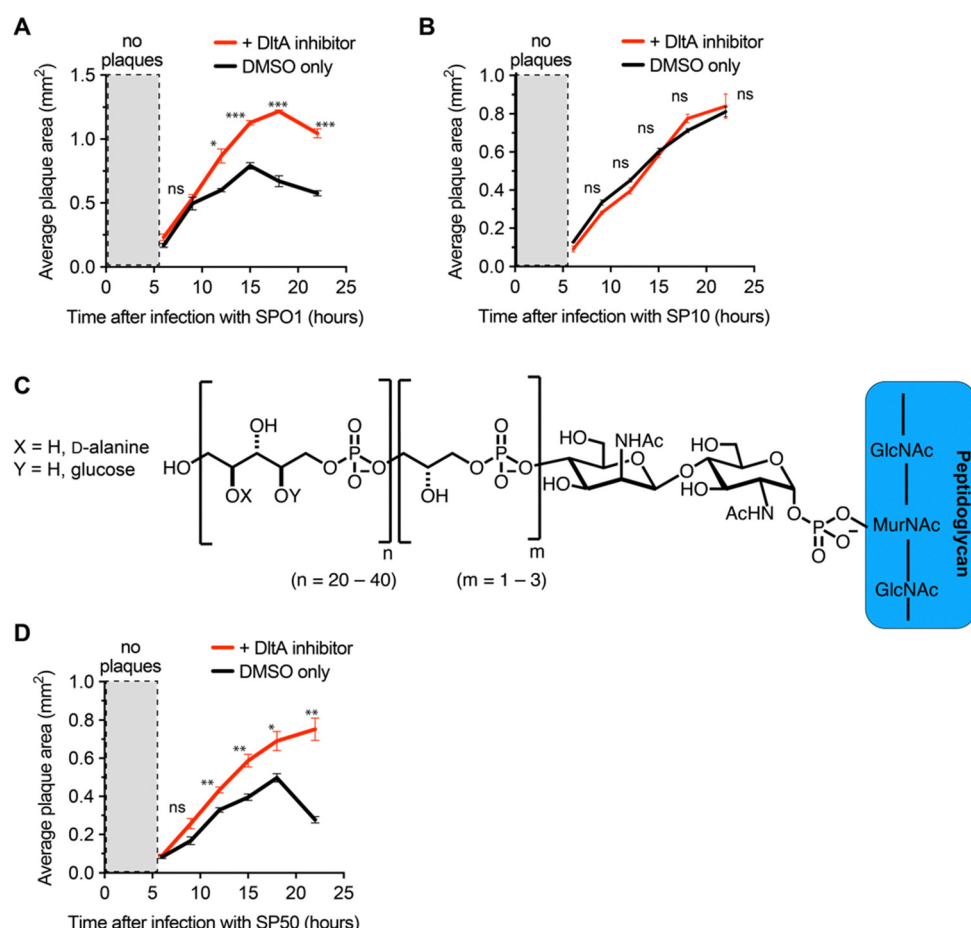 A
no
plaques
+ DltA inhibitor
DMSO only
Average plaque area (mm²)
1.5
1.0
0.5
0.0
ns
*
***
***
***
0 5 10 15 20 25
Time after infection with SPO1 (hours)
B
no
plaques
+ DltA inhibitor
DMSO only
Average plaque area (mm²)
1.0
0.8
0.6
0.4
0.2
0.0
ns
ns
ns
ns
ns
0 5 10 15 20 25
Time after infection with SP10 (hours)
C
X = H, D-alanine
Y = H, glucose
HO
OH
OX
OY
O
P
O
O⁻
O
n
(n = 20 – 40)
OH
O
P
O
O⁻
O
m
(m = 1 – 3)
HO
HO
NHAc
O
O
HO
HO
AcHN
O
O
P
O
O
O⁻
GlcNAc
MurNAc
GlcNAc
Peptidoglycan
D
no
plaques
+ DltA inhibitor
DMSO only
Average plaque area (mm²)
1.0
0.8
0.6
0.4
0.2
0.0
ns
**
**
*
**
0 5 10 15 20 25
Time after infection with SP50 (hours)